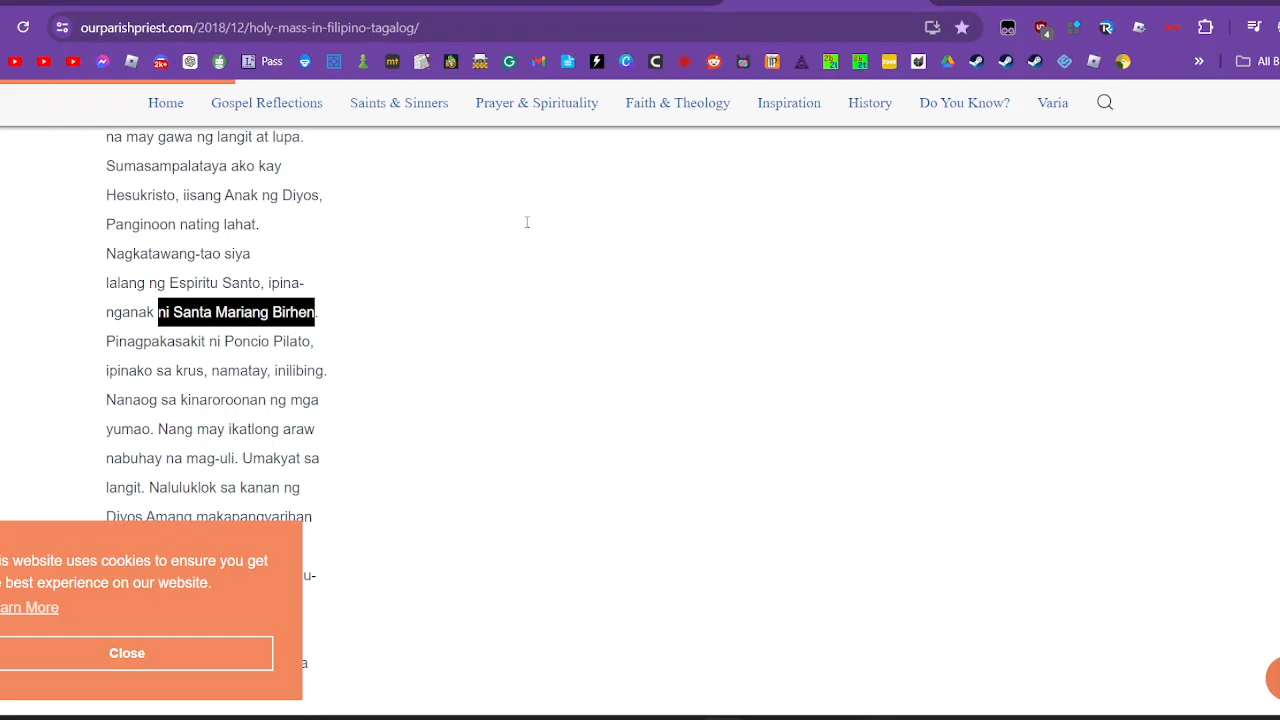 ourparishpriest.com/2018/12/holy-mass-in-filipino-tagalog/
Pass
All B
Home Gospel Reflections Saints & Sinners Prayer & Spirituality Faith & Theology Inspiration History Do You Know? Varia
na may gawa ng langit at lupa.
Sumasampalataya ako kay
Hesukristo, iisang Anak ng Diyos,
Panginoon nating lahat.
Nagkatawang-tao siya
lalang ng Espiritu Santo, ipina-
nganak ni Santa Mariang Birhen.
Pinagpakasakit ni Poncio Pilato,
ipinako sa krus, namatay, inilibing.
Nanaog sa kinaroroonan ng mga
yumao. Nang may ikatlong araw
nabuhay na mag-uli. Umakyat sa
langit. Naluluklok sa kanan ng
Diyos Amang makapangyarihan
u-
a
is website uses cookies to ensure you get
e best experience on our website.
arn More
Close